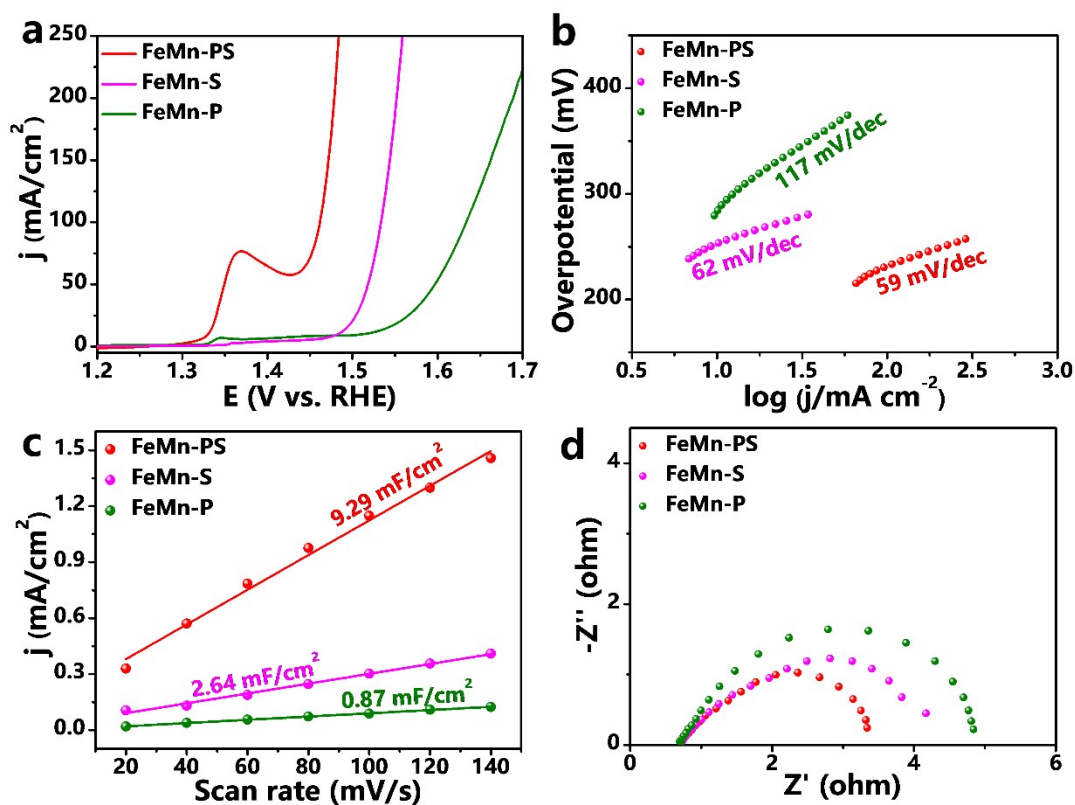 a
250
200
150
100
50
0
j (mA/cm²)
FeMn-PS
FeMn-S
FeMn-P
1.2 1.3 1.4 1.5 1.6 1.7
E (V vs. RHE)
b
400
300
200
Overpotential (mV)
FeMn-PS
FeMn-S
FeMn-P
117 mV/dec
62 mV/dec
59 mV/dec
0.5 1.0 1.5 2.0 2.5 3.0
log (j/mA cm⁻²)
c
1.5
1.2
0.9
0.6
0.3
0.0
j (mA/cm²)
FeMn-PS
FeMn-S
FeMn-P
9.29 mF/cm²
2.64 mF/cm²
0.87 mF/cm²
20 40 60 80 100 120 140
Scan rate (mV/s)
d
4
2
0
-Z'' (ohm)
FeMn-PS
FeMn-S
FeMn-P
0 2 4 6
Z' (ohm)